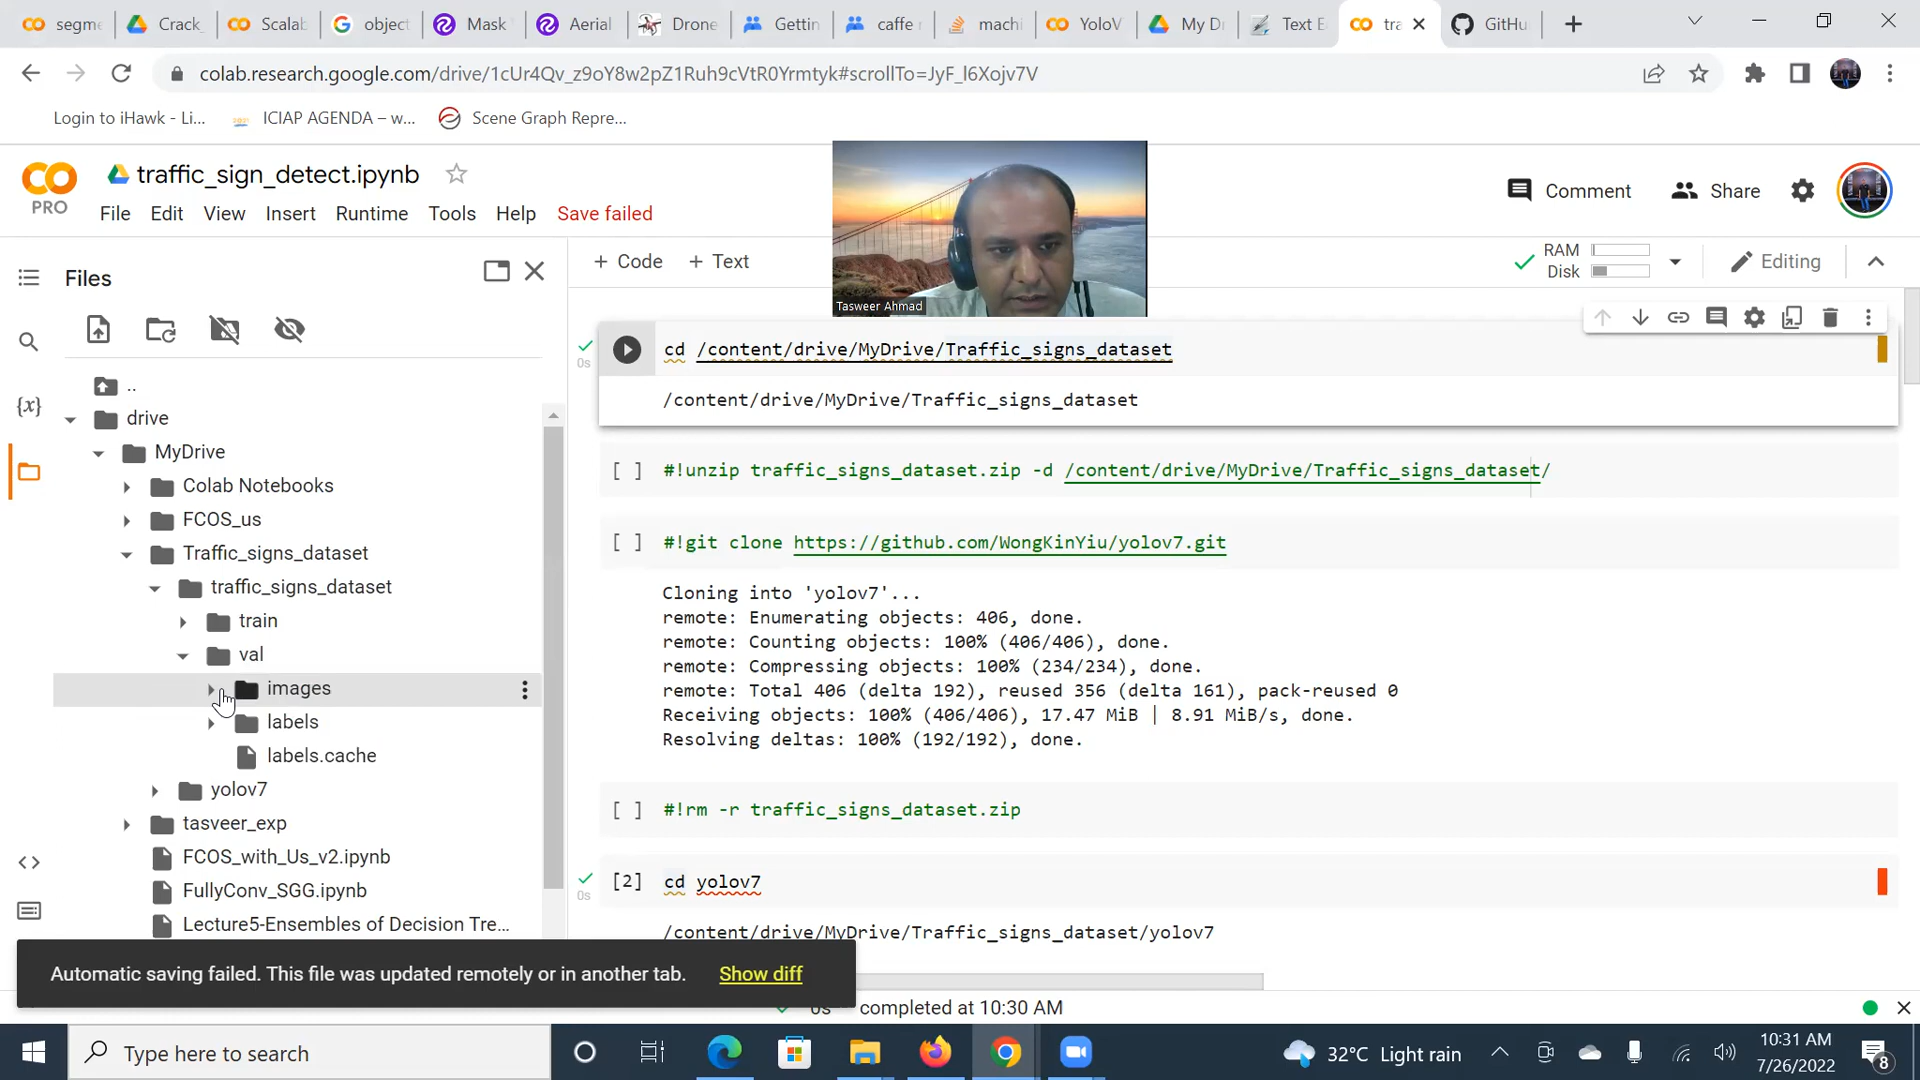 segme
Crack_
Scalab
object
Mask
Aerial
Drone
Gettin
caffe r
machi
YoloV
My Dr
Text E
tra
GitHu
colab.research.google.com/drive/1cUr4Qv_z9oY8w2pZ1Ruh9cVtR0Yrmtyk#scrollTo=JyF_l6Xojv7V
Login to iHawk - Li...
ICIAP AGENDA – w...
Scene Graph Repre...
PRO
traffic_sign_detect.ipynb
File Edit View Insert Runtime Tools Help Save failed
Comment
Share
Files
+ Code + Text
RAM
Disk
Editing
Tasweer Ahmad
..
drive
MyDrive
Colab Notebooks
FCOS_us
Traffic_signs_dataset
traffic_signs_dataset
train
val
images
labels
labels.cache
yolov7
tasveer_exp
FCOS_with_Us_v2.ipynb
FullyConv_SGG.ipynb
Lecture5-Ensembles of Decision Tre...
{x}
0s
cd /content/drive/MyDrive/Traffic_signs_dataset
/content/drive/MyDrive/Traffic_signs_dataset
[ ] #!unzip traffic_signs_dataset.zip -d /content/drive/MyDrive/Traffic_signs_dataset/
[ ] #!git clone https://github.com/WongKinYiu/yolov7.git
Cloning into 'yolov7'...
remote: Enumerating objects: 406, done.
remote: Counting objects: 100% (406/406), done.
remote: Compressing objects: 100% (234/234), done.
remote: Total 406 (delta 192), reused 356 (delta 161), pack-reused 0
Receiving objects: 100% (406/406), 17.47 MiB | 8.91 MiB/s, done.
Resolving deltas: 100% (192/192), done.
[ ] #!rm -r traffic_signs_dataset.zip
0s
[2] cd yolov7
/content/drive/MyDrive/Traffic_signs_dataset/yolov7
Automatic saving failed. This file was updated remotely or in another tab. Show diff
0s completed at 10:30 AM
Type here to search
32°C Light rain
10:31 AM
7/26/2022
8